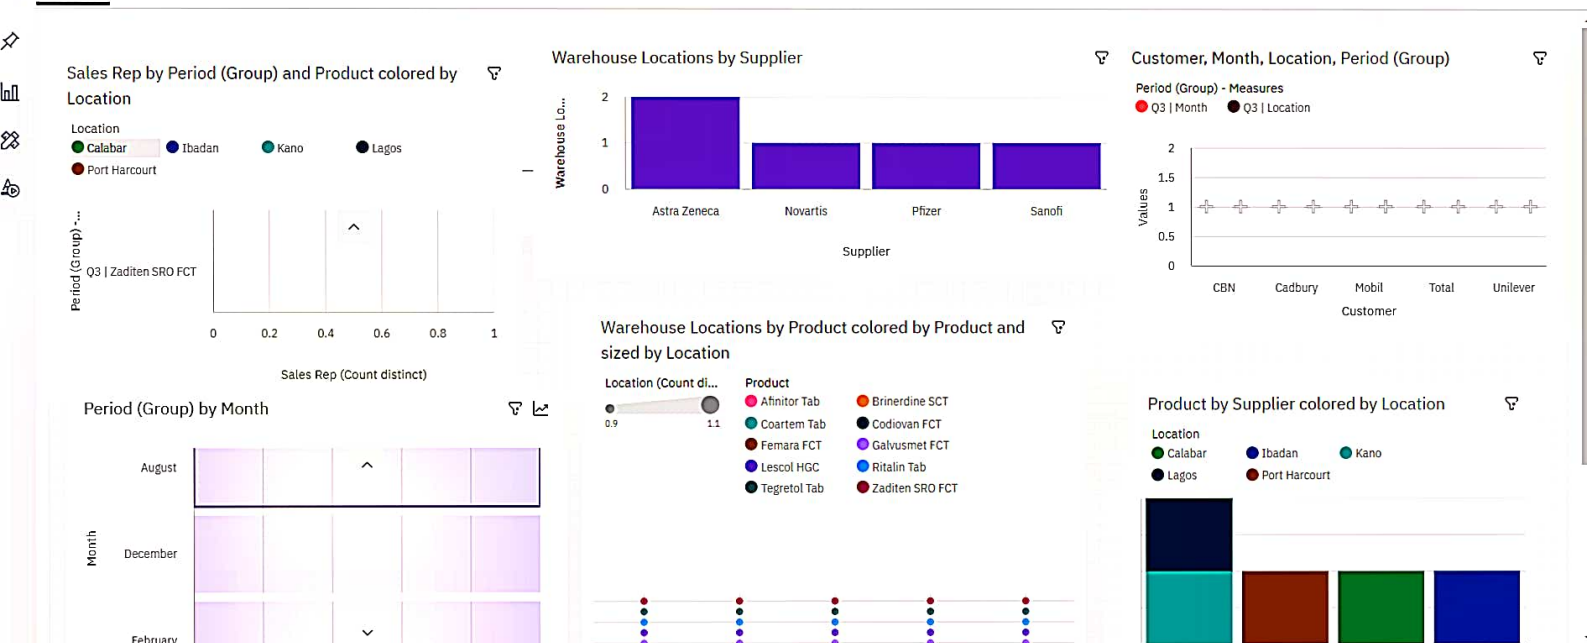 Sales Rep by Period (Group) and Product colored by
Location
Location
Calabar
Ibadan
Kano
Lagos
Port Harcourt
Period (Group) -...
Q3 | Zaditen SRO FCT
0 0.2 0.4 0.6 0.8 1
Sales Rep (Count distinct)
Period (Group) by Month
Month
August
December
February
Warehouse Locations by Supplier
Warehouse Lo...
2
1
0
Astra Zeneca Novartis Pfizer Sanofi
Supplier
Warehouse Locations by Product colored by Product and
sized by Location
Location (Count di...
0.9 1.1
Product
Afinitor Tab
Brinerdine SCT
Coartem Tab
Codiovan FCT
Femara FCT
Galvusmet FCT
Lescol HGC
Ritalin Tab
Tegretol Tab
Zaditen SRO FCT
Customer, Month, Location, Period (Group)
Period (Group) - Measures
Q3 | Month
Q3 | Location
Values
2
1.5
1
0.5
0
CBN Cadbury Mobil Total Unilever
Customer
Product by Supplier colored by Location
Location
Calabar
Ibadan
Kano
Lagos
Port Harcourt